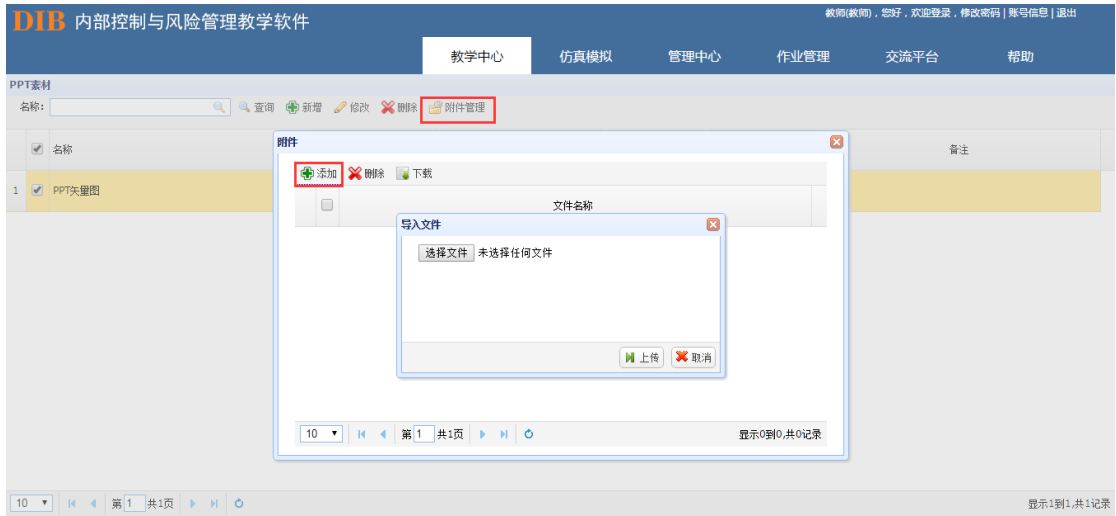 DIB 内部控制与风险管理教学软件
教师(教师)，您好，欢迎登录，修改密码 | 账号信息 | 退出
教学中心 仿真模拟 管理中心 作业管理 交流平台 帮助
PPT素材
名称: 查询 新增 修改 删除 附件管理
名称 备注
1 PPT矢量图
附件
添加 删除 下载
文件名称
导入文件
选择文件 未选择任何文件
上传 取消
10 第 1 共1页 显示0到0,共0记录
10 第 1 共1页 显示1到1,共1记录